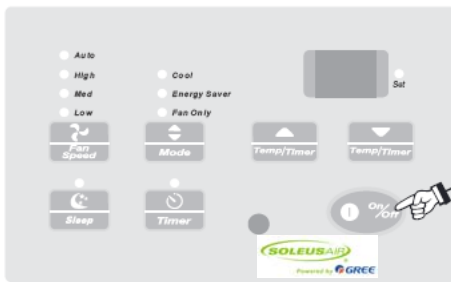 Auto
High
Med
Low
Cool
Energy Saver
Fan Only
Set
Fan Speed
Mode
Temp/Timer
Temp/Timer
Sleep
Timer
On/Off
SOLEUSAIR
Powered by GREE